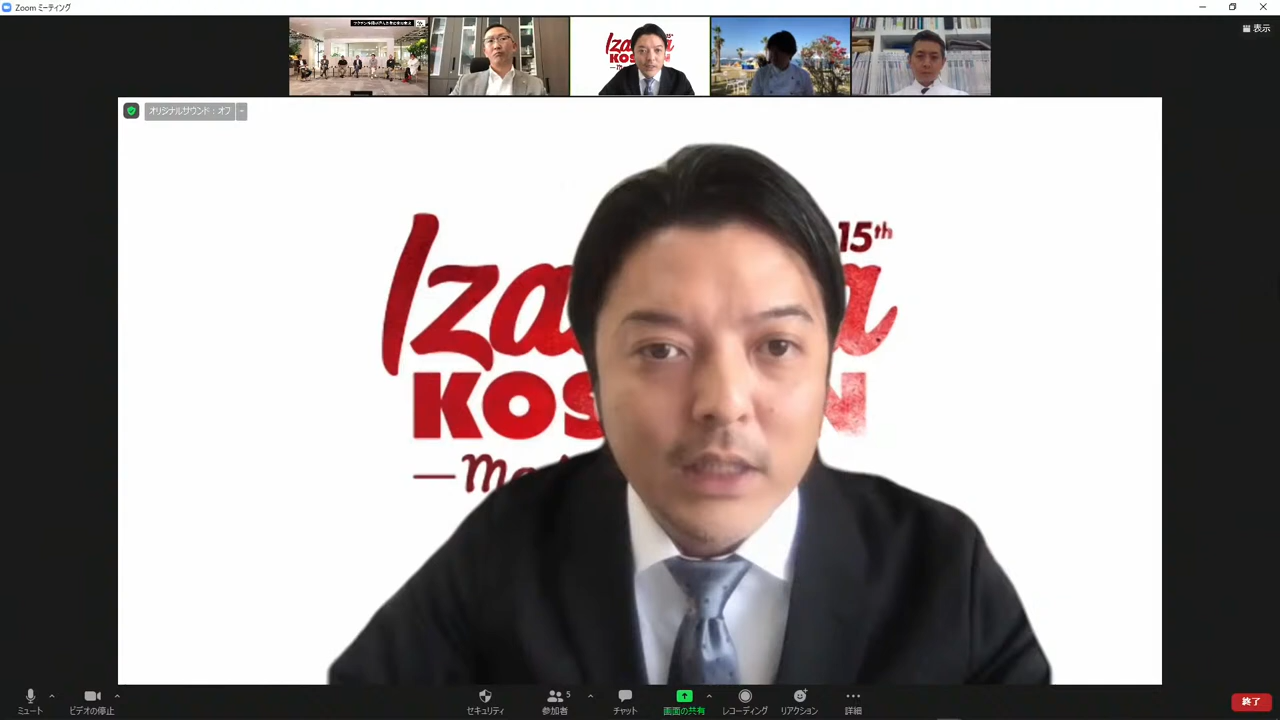 Zoom ミーティング
表示
オリジナルサウンド：オフ
15th
Iza
a
KOS
N
ミュート
ビデオの停止
セキュリティ
参加者
5
チャット
画面の共有
レコーディング
リアクション
詳細
終了